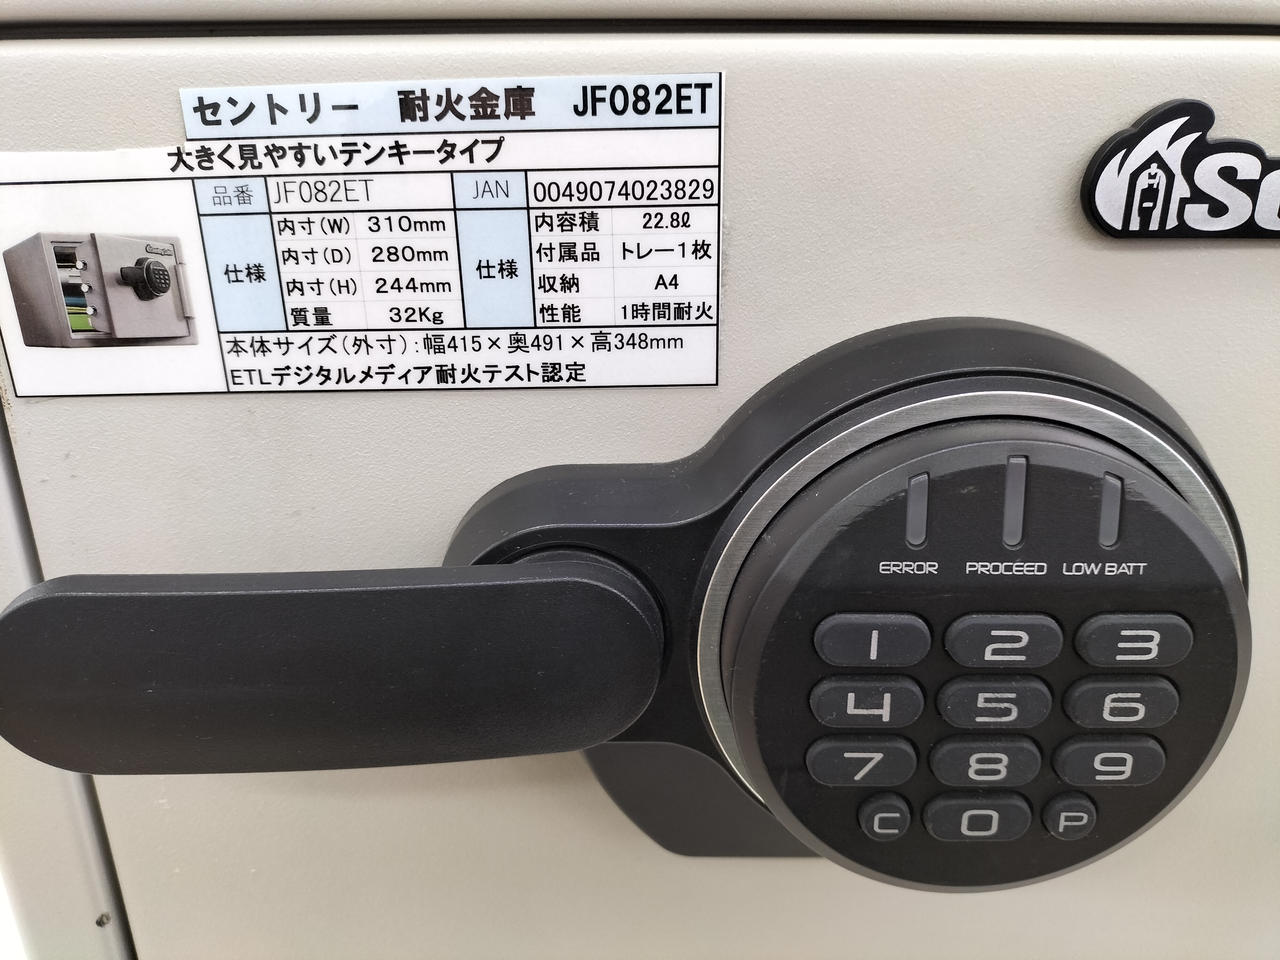 セントリー 耐火金庫 JF082ET
大きく見やすいテンキータイプ
品番 JF082ET JAN 0049074023829
仕様 内寸(W) 310mm 仕様 内容積 22.8ℓ
内寸(D) 280mm 付属品 トレー1枚
内寸(H) 244mm 収納 A4
質量 32Kg 性能 1時間耐火
本体サイズ(外寸):幅415×奥491×高348mm
ETLデジタルメディア耐火テスト認定
ERROR PROCEED LOW BATT
1 2 3
4 5 6
7 8 9
C 0 P